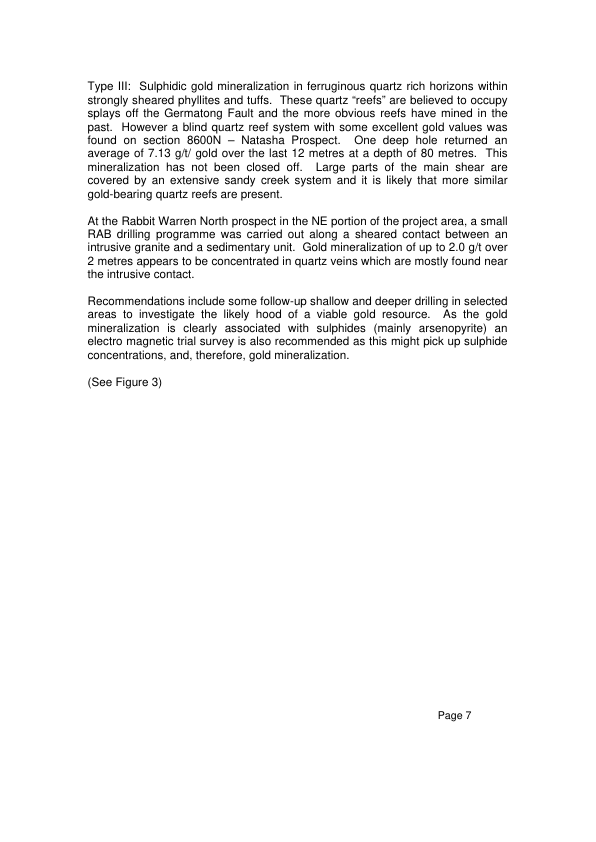 Type III: Sulphidic gold mineralization in ferruginous quartz rich horizons within
strongly sheared phyllites and tuffs. These quartz “reefs” are believed to occupy
splays off the Germatong Fault and the more obvious reefs have mined in the
past. However a blind quartz reef system with some excellent gold values was
found on section 8600N – Natasha Prospect. One deep hole returned an
average of 7.13 g/t/ gold over the last 12 metres at a depth of 80 metres. This
mineralization has not been closed off. Large parts of the main shear are
covered by an extensive sandy creek system and it is likely that more similar
gold-bearing quartz reefs are present.
At the Rabbit Warren North prospect in the NE portion of the project area, a small
RAB drilling programme was carried out along a sheared contact between an
intrusive granite and a sedimentary unit. Gold mineralization of up to 2.0 g/t over
2 metres appears to be concentrated in quartz veins which are mostly found near
the intrusive contact.
Recommendations include some follow-up shallow and deeper drilling in selected
areas to investigate the likely hood of a viable gold resource. As the gold
mineralization is clearly associated with sulphides (mainly arsenopyrite) an
electro magnetic trial survey is also recommended as this might pick up sulphide
concentrations, and, therefore, gold mineralization.
(See Figure 3)
Page 7